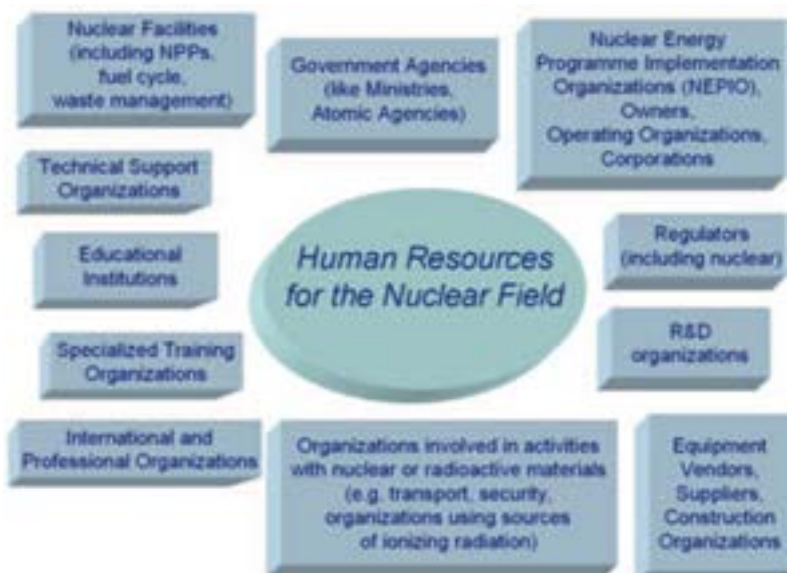 Nuclear Facilities
(including NPPs,
fuel cycle,
waste management)
Government Agencies
(like Ministries,
Atomic Agencies)
Nuclear Energy
Programme Implementation
Organizations (NEPIO),
Owners,
Operating Organizations,
Corporations
Technical Support
Organizations
Educational
Institutions
Human Resources
for the Nuclear Field
Regulators
(including nuclear)
Specialized Training
Organizations
R&D
organizations
International and
Professional Organizations
Organizations involved in activities
with nuclear or radioactive materials
(e.g. transport, security,
organizations using sources
of ionizing radiation)
Equipment
Vendors,
Suppliers,
Construction
Organizations